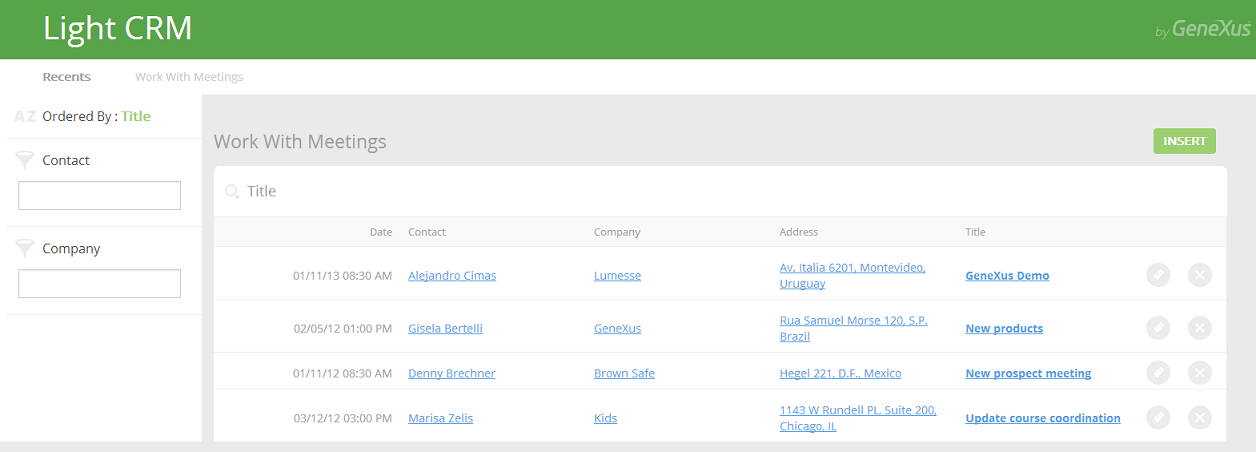 Light CRM
by GeneXus
Recents Work With Meetings
AZ Ordered By : Title
Contact
Company
Work With Meetings
INSERT
Title
Date Contact Company Address Title
01/11/13 08:30 AM Alejandro Cimas Lumesse Av, Italia 6201, Montevideo,
Uruguay GeneXus Demo
02/05/12 01:00 PM Gisela Bertelli GeneXus Rua Samuel Morse 120, S.P,
Brazil New products
01/11/12 08:30 AM Denny Brechner Brown Safe Hegel 221, D.F., Mexico New prospect meeting
03/12/12 03:00 PM Marisa Zelis Kids 1143 W Rundell PL, Suite 200,
Chicago, IL Update course coordination